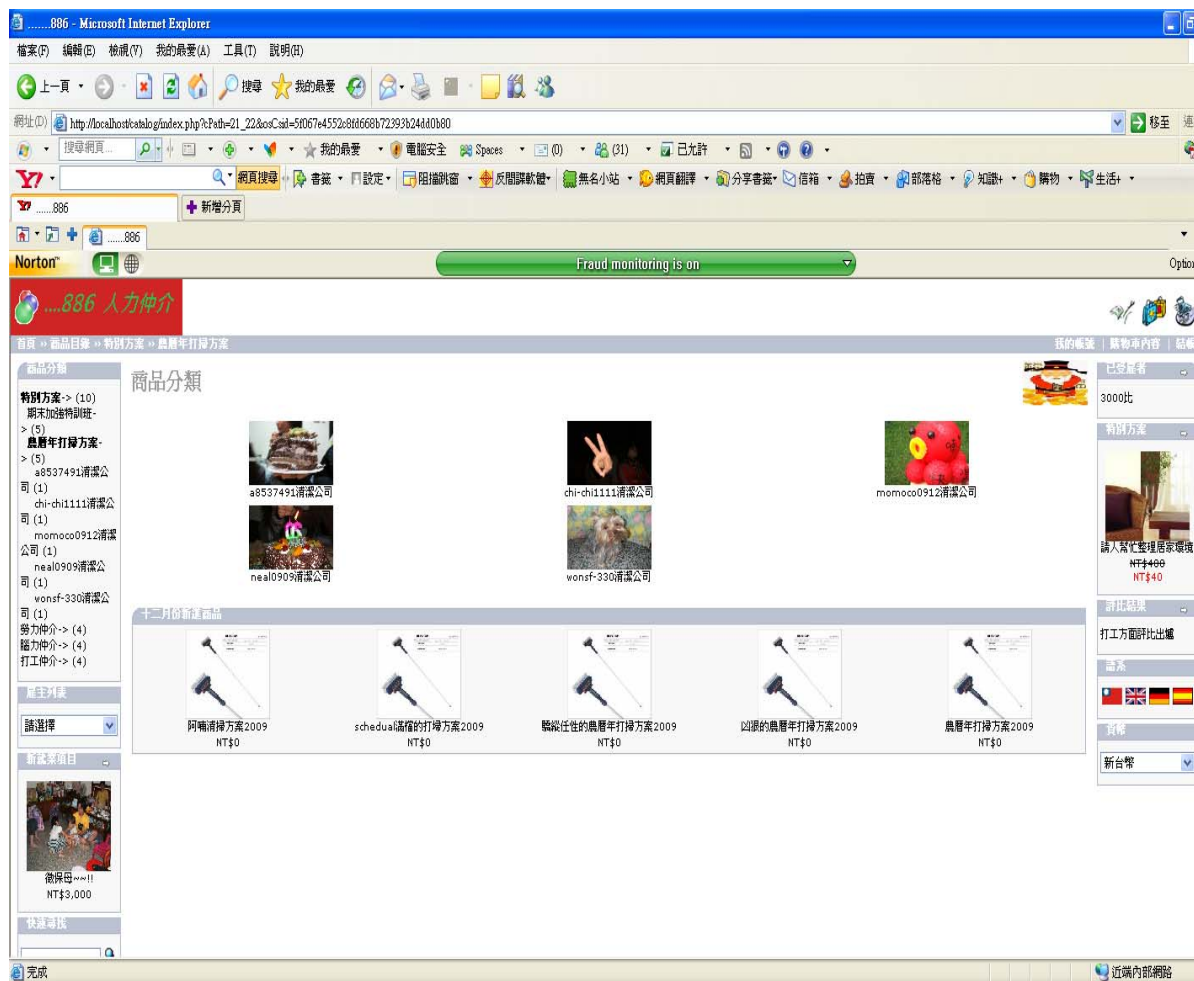 .......886 - Microsoft Internet Explorer
檔案(F) 編輯(E) 檢視(V) 我的最愛(A) 工具(T) 說明(H)
上一頁 搜尋 我的最愛
網址(D) http://localhost/catalog/index.php?cPath=21_22&osCsid=5f067e4552c8fd668b72393b24dd0b80 移至
搜尋網頁... 我的最愛 電腦安全 Spaces (0) (31) 已允許
網頁搜尋 書籤 設定 阻擋跳窗 反間諜軟體 無名小站 網頁翻譯 分享書籤 信箱 拍賣 部落格 知識+ 購物 生活+
......886 新增分頁
......886
Norton™ Fraud monitoring is on Option
....886 人力仲介
首頁 » 商品目錄 » 特別方案 » 農曆年打掃方案 我的帳號 | 購物車內容 | 結帳
商品分類
特別方案-> (10)
期末加強特訓班-
> (5)
農曆年打掃方案-
> (5)
a8537491清潔公
司 (1)
chi-chi1111清潔公
司 (1)
momoco0912清潔
公司 (1)
neal0909清潔公
司 (1)
wonsf-330清潔公
司 (1)
勞力仲介-> (4)
腦力仲介-> (4)
打工仲介-> (4)
雇主列表
請選擇
新就業項目
徵保母~~!!
NT$3,000
快速尋找
商品分類
a8537491清潔公司
chi-chi1111清潔公司
momoco0912清潔公司
neal0909清潔公司
wonsf-330清潔公司
十二月份新進商品
阿喃清掃方案2009
NT$0
schedual滿檔的打掃方案2009
NT$0
驕縱任性的農曆年打掃方案2009
NT$0
凶狠的農曆年打掃方案2009
NT$0
農曆年打掃方案2009
NT$0
已受雇者
3000比
特別方案
請人幫忙整理居家環境
NT$400
NT$40
評比結果
打工方面評比出爐
語系
貨幣
新台幣
完成
近端內部網路